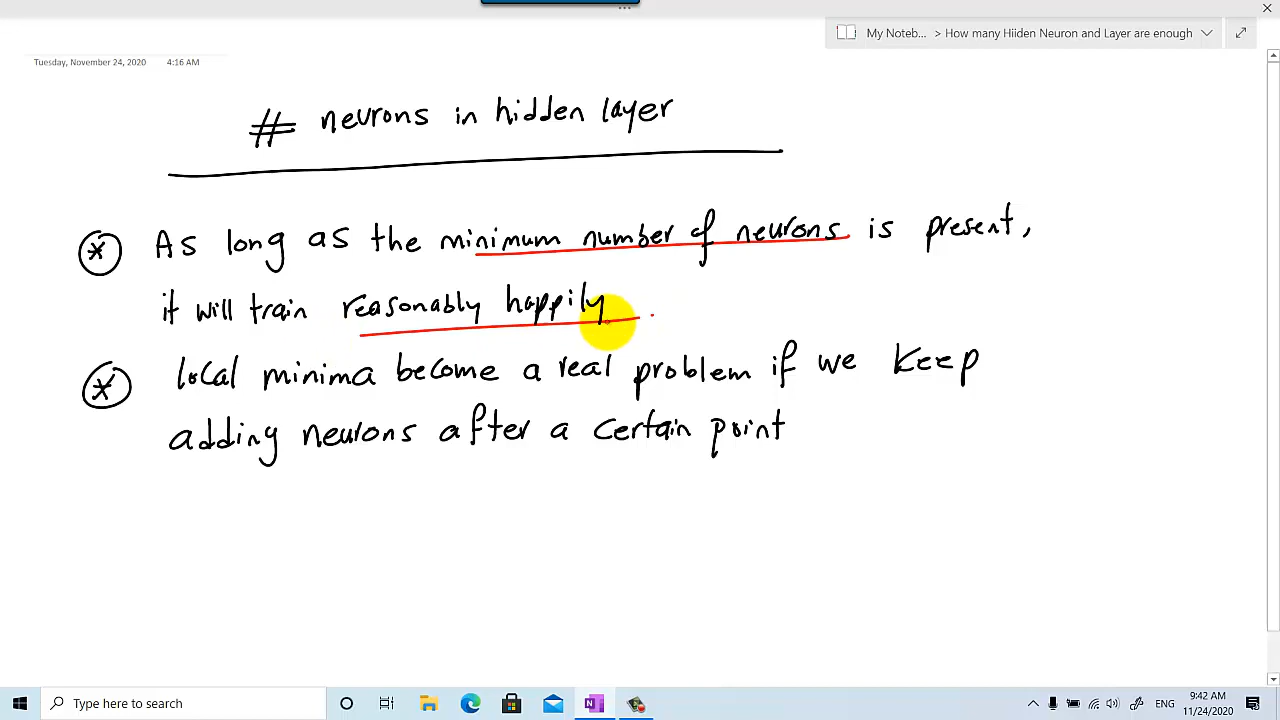 My Noteb... > How many Hiiden Neuron and Layer are enough
Tuesday, November 24, 2020 4:16 AM
# neurons in hidden layer
* As long as the minimum number of neurons is present,
it will train reasonably happily.
* local minima become a real problem if we keep
adding neurons after a certain point
Type here to search
ENG
9:42 AM
11/24/2020